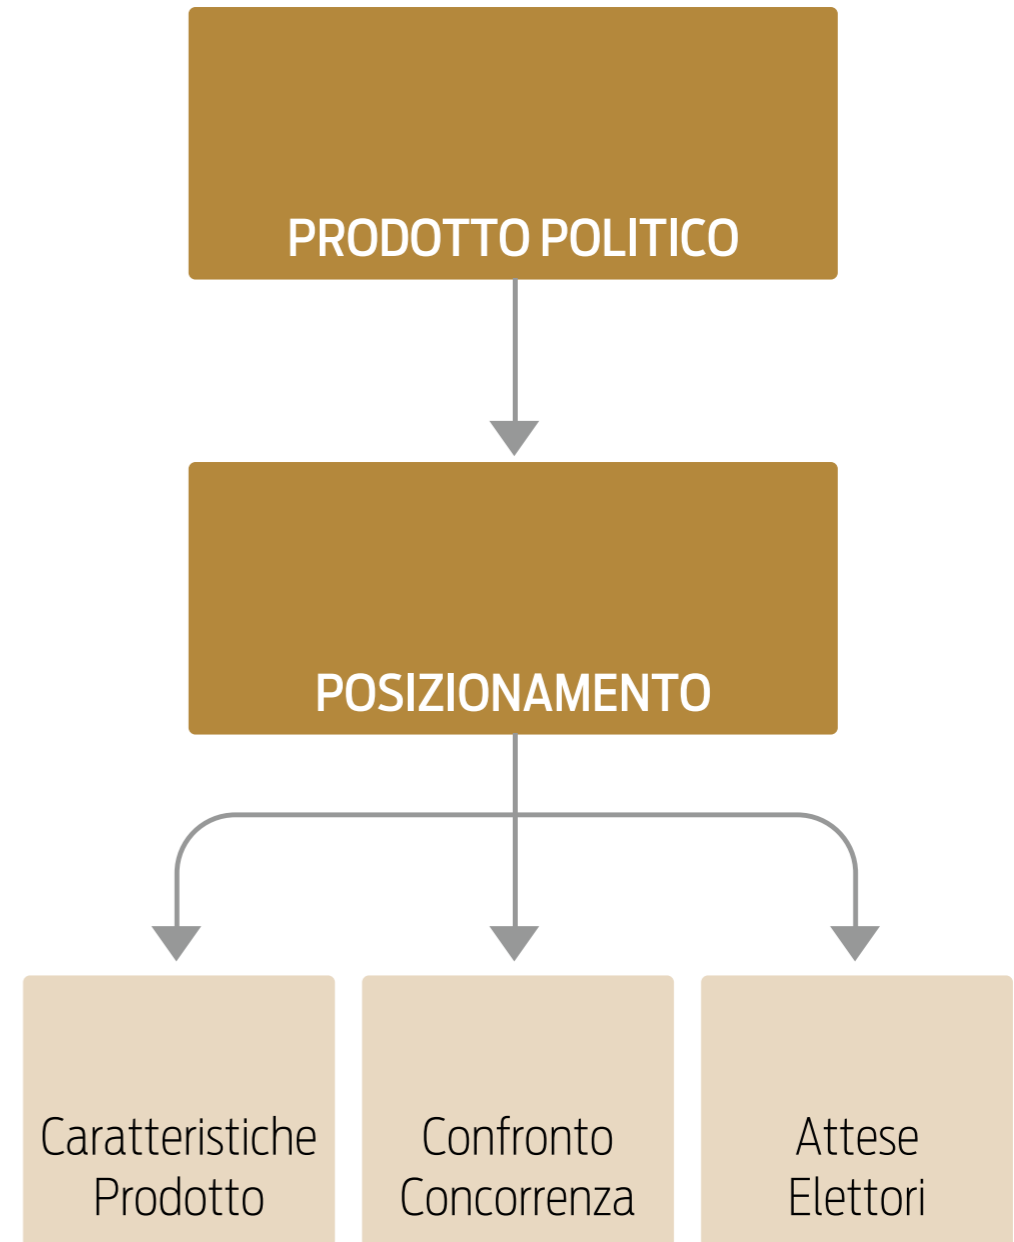 PRODOTTO POLITICO
POSIZIONAMENTO
Caratteristiche
Prodotto
Confronto
Concorrenza
Attese
Elettori